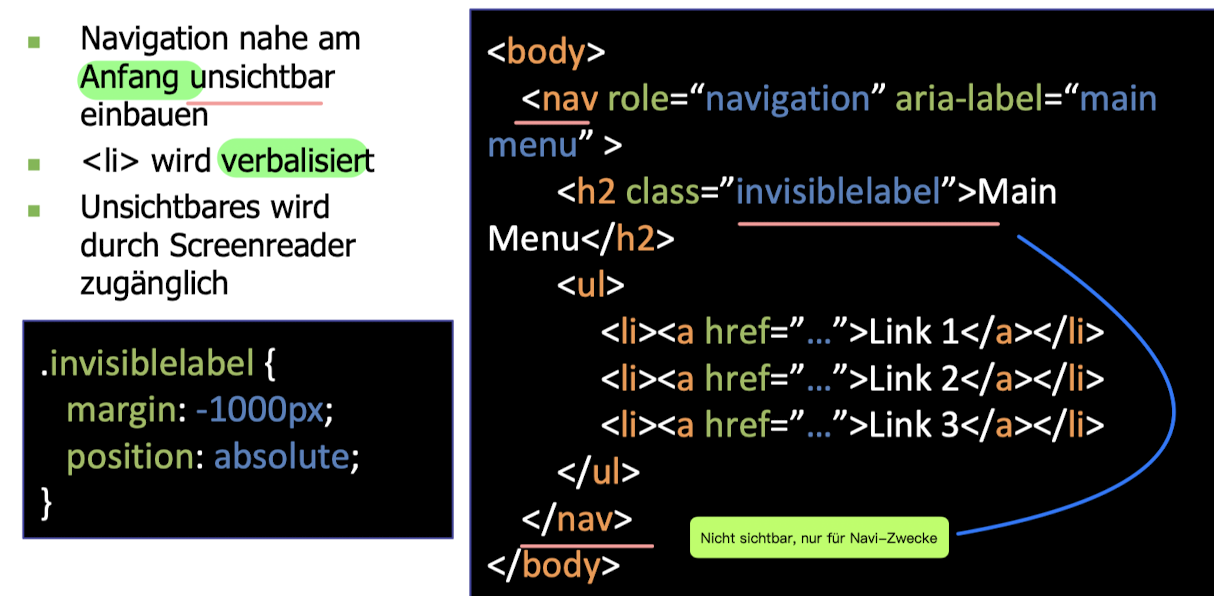 Navigation nahe am
Anfang unsichtbar
einbauen
<li> wird verbalisiert
Unsichtbares wird
durch Screenreader
zugänglich
.invisiblelabel {
margin: -1000px;
position: absolute;
}
<body>
<nav role=“navigation” aria-label=“main
menu” >
<h2 class=”invisiblelabel”>Main
Menu</h2>
<ul>
<li><a href=”…”>Link 1</a></li>
<li><a href=”…”>Link 2</a></li>
<li><a href=”…”>Link 3</a></li>
</ul>
</nav>
Nicht sichtbar, nur für Navi-Zwecke
</body>